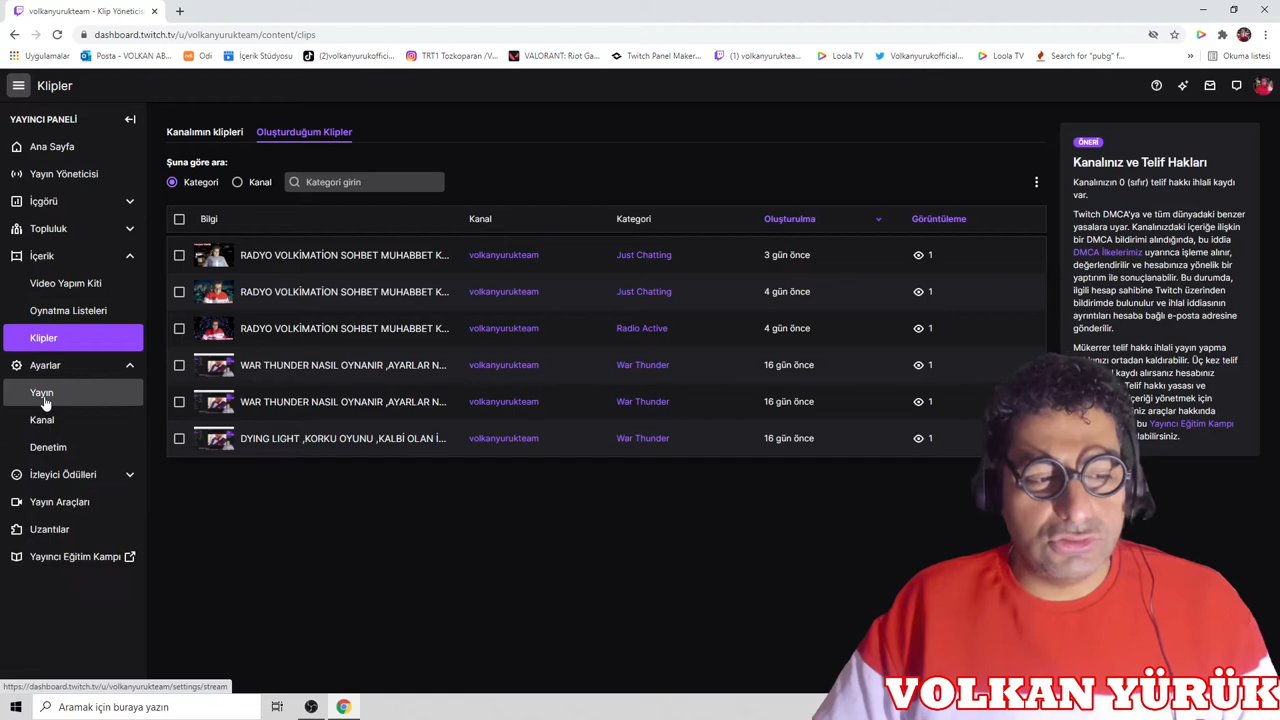 volkanyurukteam - Klip Yönetics
dashboard.twitch.tv/u/volkanyurukteam/content/clips
Uygulamalar
Posta - VOLKAN AB...
Odi
İçerik Stüdyosu
(2)volkanyurukoffici...
TRT1 Tozkoparan /V...
VALORANT: Riot Ga...
Twitch Panel Maker...
(1) volkanyuruktea...
Loola TV
Volkanyurukofficial...
Loola TV
Search for "pubg" f...
»
Okuma listesi
Klipler
YAYINCI PANELİ
Ana Sayfa
Yayın Yöneticisi
İçgörü
Topluluk
İçerik
Video Yapım Kiti
Oynatma Listeleri
Klipler
Ayarlar
Yayın
Kanal
Denetim
İzleyici Ödülleri
Yayın Araçları
Uzantılar
Yayıncı Eğitim Kampı
Kanalımın klipleri
Oluşturduğum Klipler
Şuna göre ara:
Kategori
Kanal
Kategori girin
Bilgi
Kanal
Kategori
Oluşturulma
Görüntüleme
RADYO VOLKİMATİON SOHBET MUHABBET K... volkanyurukteam Just Chatting 3 gün önce 1
RADYO VOLKİMATİON SOHBET MUHABBET K... volkanyurukteam Just Chatting 4 gün önce 1
RADYO VOLKİMATİON SOHBET MUHABBET K... volkanyurukteam Radio Active 4 gün önce 1
WAR THUNDER NASIL OYNANIR ,AYARLAR N... volkanyurukteam War Thunder 16 gün önce 1
WAR THUNDER NASIL OYNANIR ,AYARLAR N... volkanyurukteam War Thunder 16 gün önce 1
DYING LIGHT ,KORKU OYUNU ,KALBİ OLAN İ... volkanyurukteam War Thunder 16 gün önce 1
ÖNERİ
Kanalınız ve Telif Hakları
Kanalınızın 0 (sıfır) telif hakkı ihlali kaydı
var.
Twitch DMCA'ya ve tüm dünyadaki benzer
yasalara uyar. Kanalınızdaki içeriğe ilişkin
bir DMCA bildirimi alındığında, bu iddia
DMCA İlkelerimiz uyarınca işleme alınır,
değerlendirilir ve hesabınıza yönelik bir
yaptırım ile sonuçlanabilir. Bu durumda,
ilgili hesap sahibine Twitch üzerinden
bildirimde bulunulur ve ihlal iddiasının
ayrıntıları hesaba bağlı e-posta adresine
gönderilir.
Mükerrer telif hakkı ihlali yayın yapma
ortadan kaldırabilir. Üç kez telif
kaydı alırsanız hesabınız
Telif hakkı yasası ve
içeriği yönetmek için
araçlar hakkında
bu Yayıncı Eğitim Kampı
https://dashboard.twitch.tv/u/volkanyurukteam/settings/stream
Aramak için buraya yazın
VOLKAN YÜRÜK